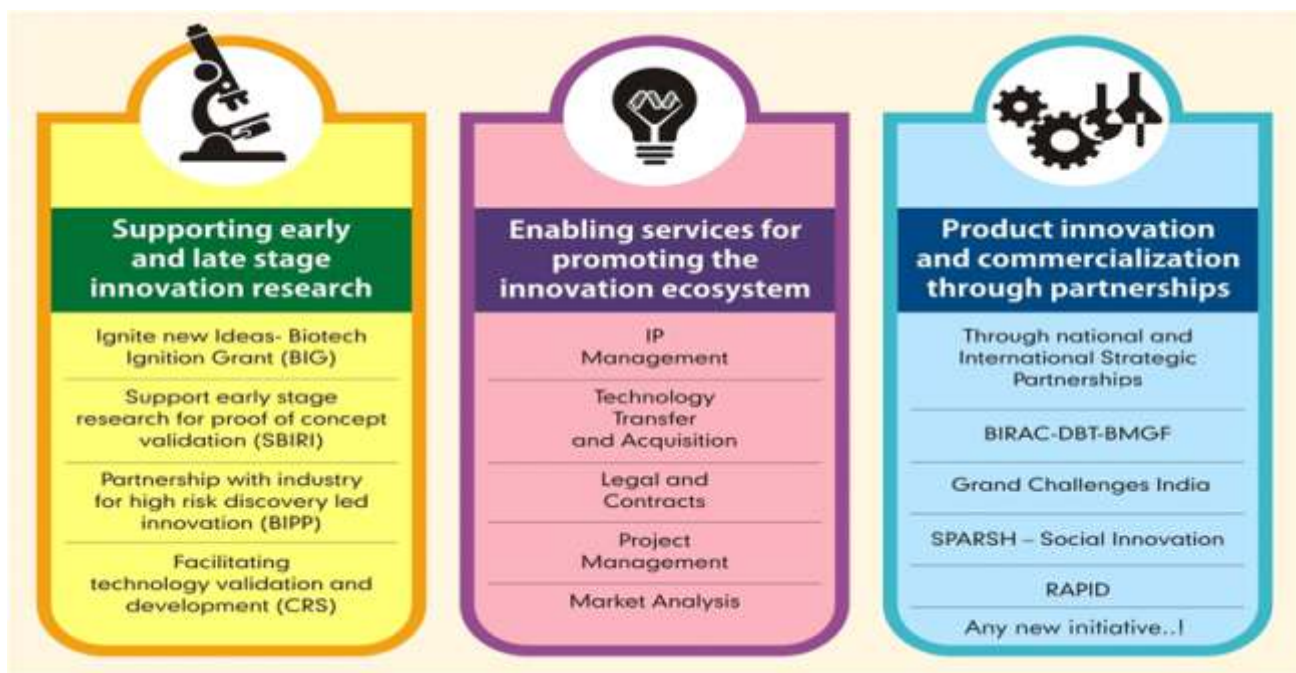 Supporting early
and late stage
innovation research
Ignite new Ideas- Biotech
Ignition Grant (BIG)
Support early stage
research for proof of concept
validation (SBIRI)
Partnership with industry
for high risk discovery led
innovation (BIPP)
Facilitating
technology validation and
development (CRS)
Enabling services for
promoting the
innovation ecosystem
IP
Management
Technology
Transfer
and Acquisition
Legal and
Contracts
Project
Management
Market Analysis
Product innovation
and commercialization
through partnerships
Through national and
International Strategic
Partnerships
BIRAC-DBT-BMGF
Grand Challenges India
SPARSH – Social Innovation
RAPID
Any new initiative..!